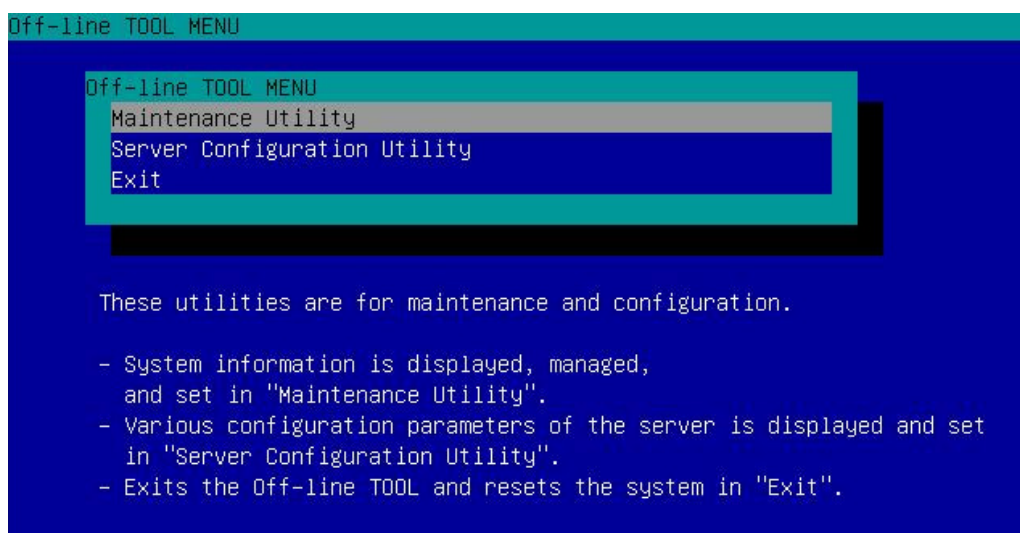 Off-line TOOL MENU
Off-line TOOL MENU
Maintenance Utility
Server Configuration Utility
Exit
These utilities are for maintenance and configuration.
- System information is displayed, managed,
and set in "Maintenance Utility".
- Various configuration parameters of the server is displayed and set
in "Server Configuration Utility".
- Exits the Off-line TOOL and resets the system in "Exit".